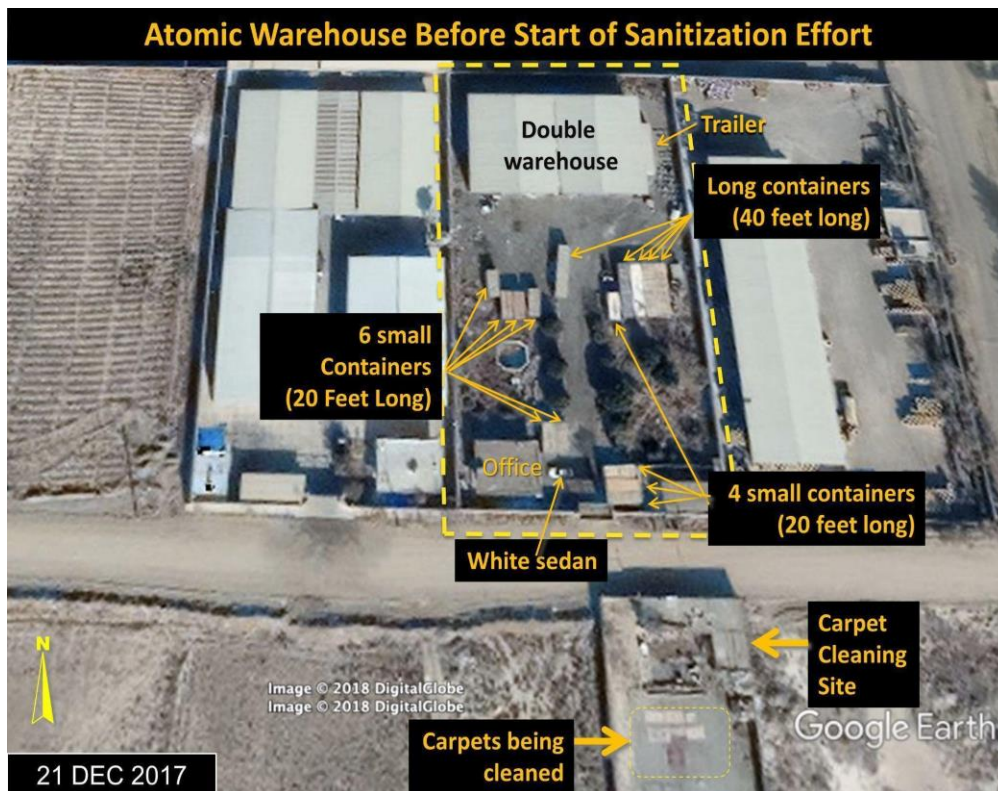 Atomic Warehouse Before Start of Sanitization Effort
Double
warehouse
Trailer
Long containers
(40 feet long)
6 small
Containers
(20 Feet Long)
Office
4 small containers
(20 feet long)
White sedan
Carpet
Cleaning
Site
N
Image © 2018 DigitalGlobe
Image © 2018 DigitalGlobe
Google Earth
Carpets being
cleaned
21 DEC 2017